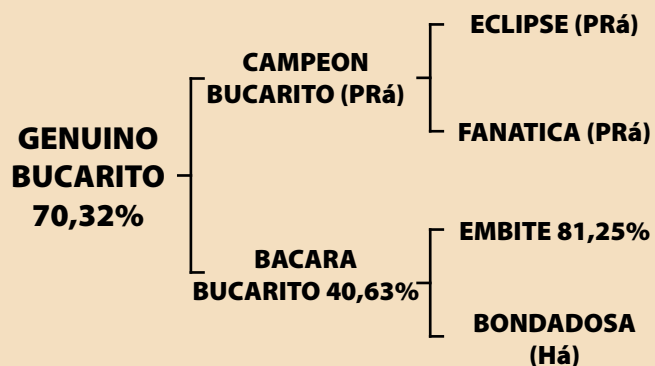 GENUINO
BUCARITO
70,32%
CAMPEON
BUCARITO (PRá)
ECLIPSE (PRá)
FANATICA (PRá)
BACARA
BUCARITO 40,63%
EMBITE 81,25%
BONDADOSA
(Há)